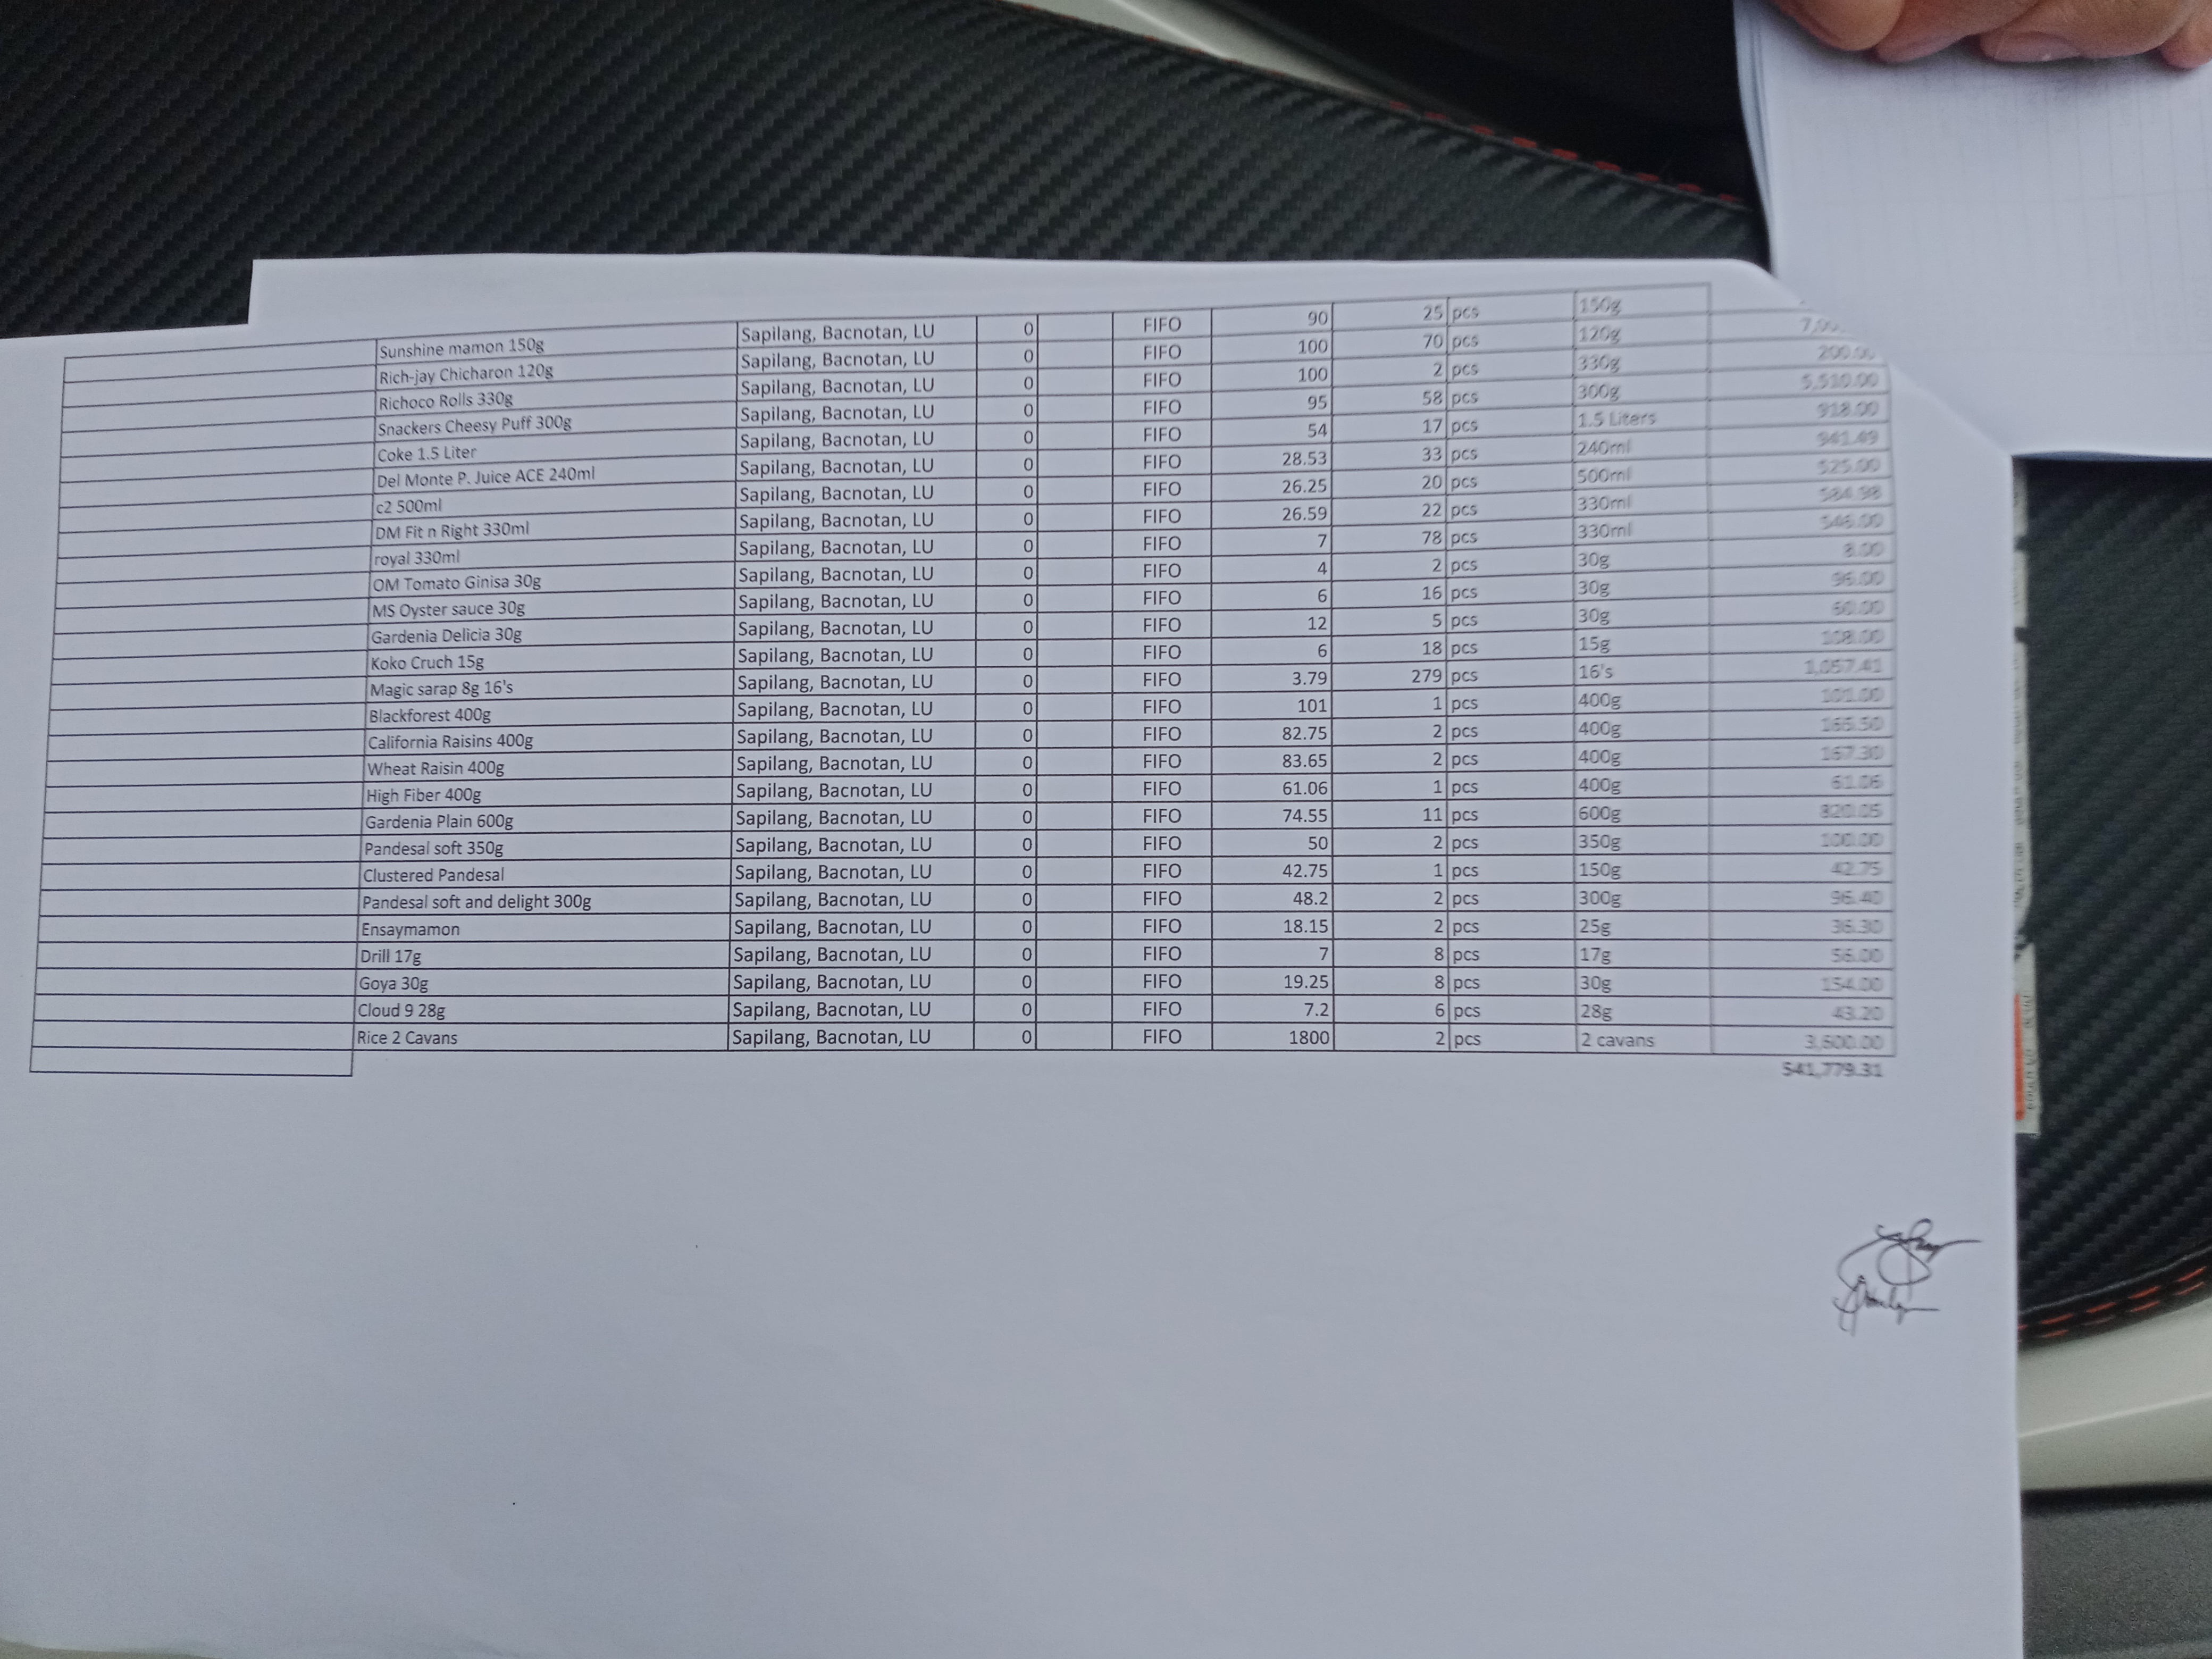 Sunshine mamon 150g Sapilang, Bacnotan, LU 0 FIFO 90 25 pcs 150g
Rich-jay Chicharon 120g Sapilang, Bacnotan, LU 0 FIFO 100 70 pcs 120g
Richoco Rolls 330g Sapilang, Bacnotan, LU 0 FIFO 100 2 pcs 330g 200.00
Snackers Cheesy Puff 300g Sapilang, Bacnotan, LU 0 FIFO 95 58 pcs 300g 5,510.00
Coke 1.5 Liter Sapilang, Bacnotan, LU 0 FIFO 54 17 pcs 1.5 Liters 918.00
Del Monte P. Juice ACE 240ml Sapilang, Bacnotan, LU 0 FIFO 28.53 33 pcs 240ml 941.49
c2 500ml Sapilang, Bacnotan, LU 0 FIFO 26.25 20 pcs 500ml 525.00
DM Fit n Right 330ml Sapilang, Bacnotan, LU 0 FIFO 26.59 22 pcs 330ml 584.98
royal 330ml Sapilang, Bacnotan, LU 0 FIFO 7 78 pcs 330ml 546.00
OM Tomato Ginisa 30g Sapilang, Bacnotan, LU 0 FIFO 4 2 pcs 30g 8.00
MS Oyster sauce 30g Sapilang, Bacnotan, LU 0 FIFO 6 16 pcs 30g 96.00
Gardenia Delicia 30g Sapilang, Bacnotan, LU 0 FIFO 12 5 pcs 30g 60.00
Koko Cruch 15g Sapilang, Bacnotan, LU 0 FIFO 6 18 pcs 15g 108.00
Magic sarap 8g 16's Sapilang, Bacnotan, LU 0 FIFO 3.79 279 pcs 16's 1,057.41
Blackforest 400g Sapilang, Bacnotan, LU 0 FIFO 101 1 pcs 400g 101.00
California Raisins 400g Sapilang, Bacnotan, LU 0 FIFO 82.75 2 pcs 400g 165.50
Wheat Raisin 400g Sapilang, Bacnotan, LU 0 FIFO 83.65 2 pcs 400g 167.30
High Fiber 400g Sapilang, Bacnotan, LU 0 FIFO 61.06 1 pcs 400g 61.06
Gardenia Plain 600g Sapilang, Bacnotan, LU 0 FIFO 74.55 11 pcs 600g 820.05
Pandesal soft 350g Sapilang, Bacnotan, LU 0 FIFO 50 2 pcs 350g 100.00
Clustered Pandesal Sapilang, Bacnotan, LU 0 FIFO 42.75 1 pcs 150g 42.75
Pandesal soft and delight 300g Sapilang, Bacnotan, LU 0 FIFO 48.2 2 pcs 300g 96.40
Ensaymamon Sapilang, Bacnotan, LU 0 FIFO 18.15 2 pcs 25g 36.30
Drill 17g Sapilang, Bacnotan, LU 0 FIFO 7 8 pcs 17g 56.00
Goya 30g Sapilang, Bacnotan, LU 0 FIFO 19.25 8 pcs 30g 154.00
Cloud 9 28g Sapilang, Bacnotan, LU 0 FIFO 7.2 6 pcs 28g 43.20
Rice 2 Cavans Sapilang, Bacnotan, LU 0 FIFO 1800 2 pcs 2 cavans 3,600.00
541,779.31